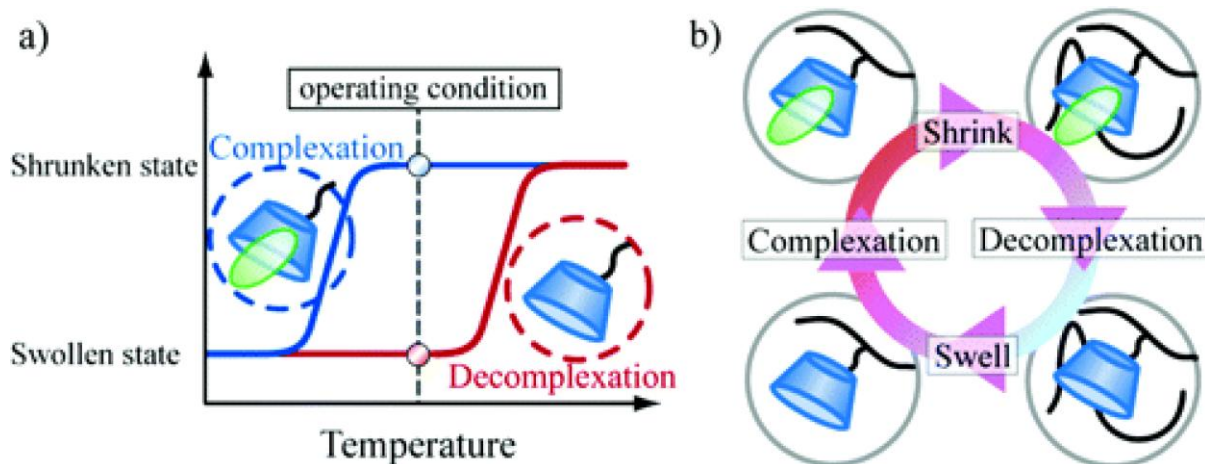 a)
operating condition
Complexation
Shrunken state
Swollen state
Decomplexation
Temperature
b)
Shrink
Complexation
Decomplexation
Swell